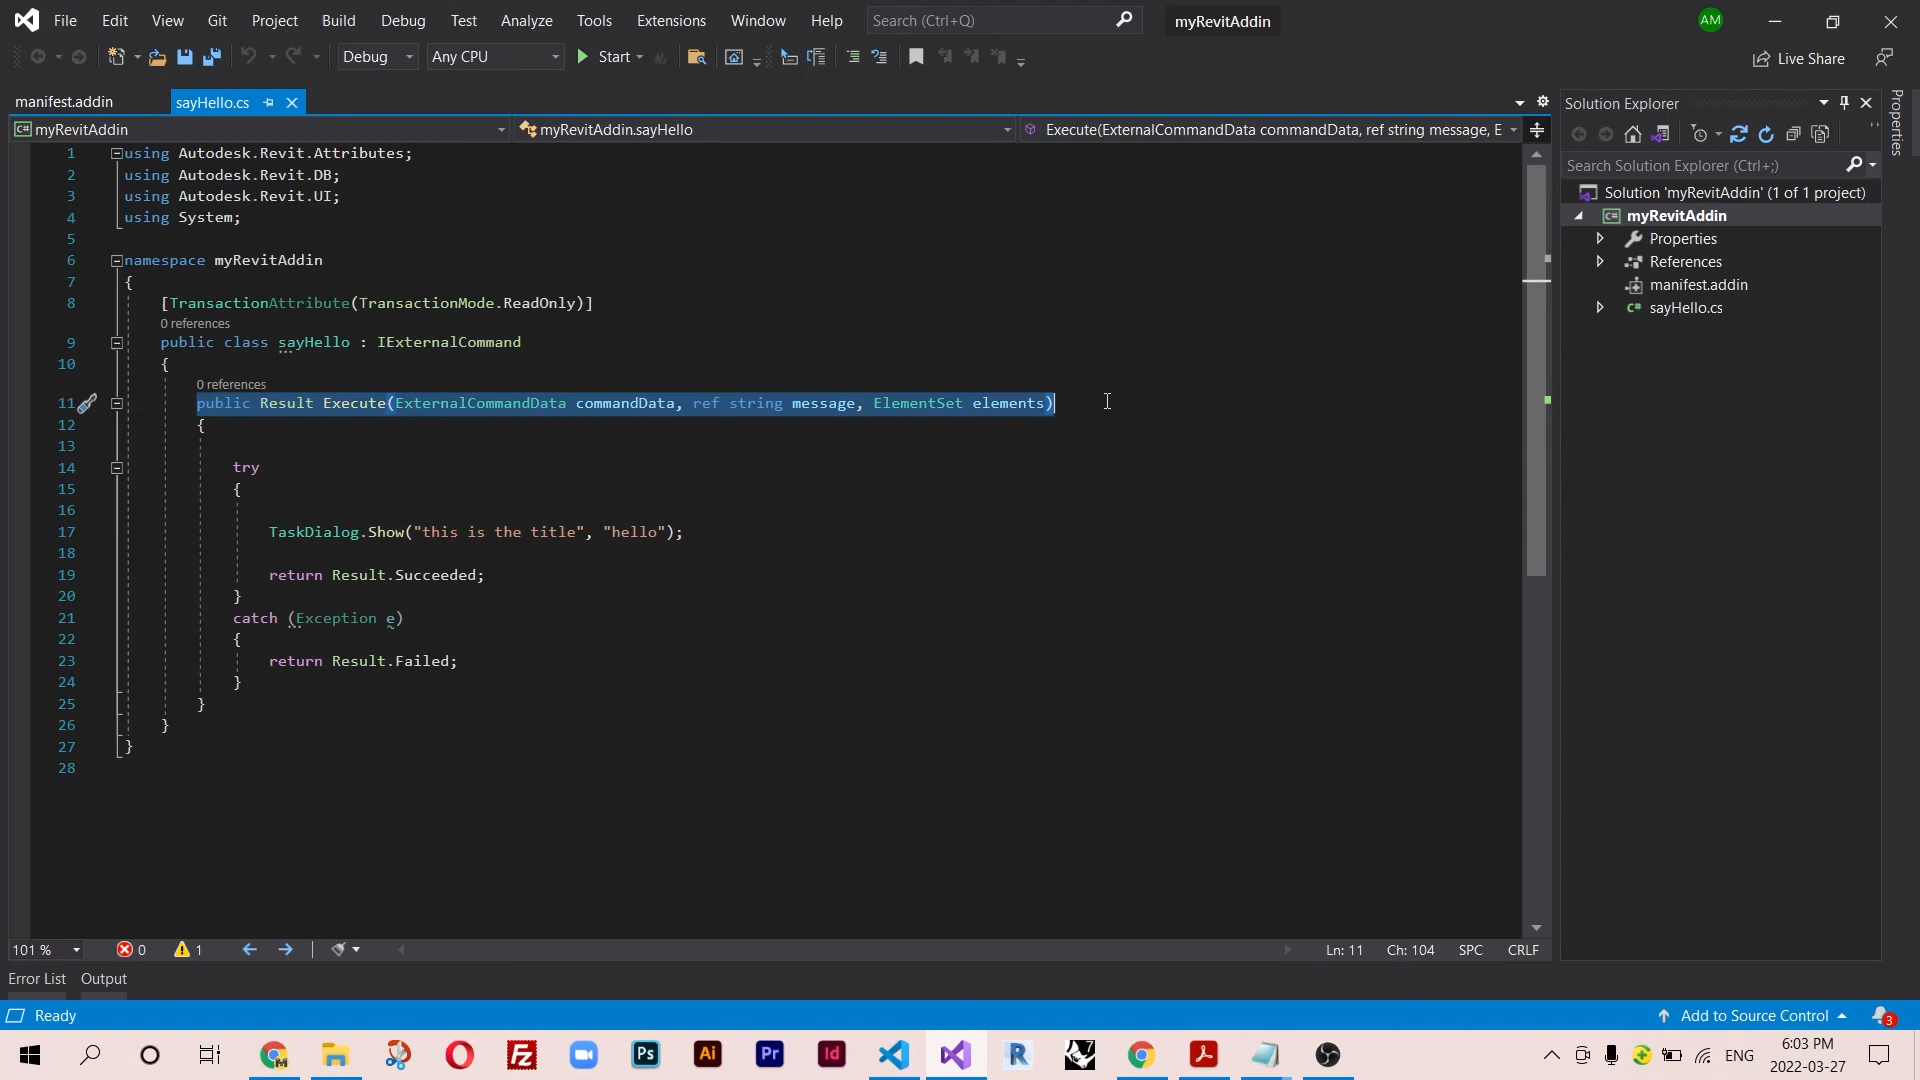 File Edit View Git Project Build Debug Test Analyze Tools Extensions Window Help Search (Ctrl+Q) myRevitAddin AM
Debug Any CPU Start Live Share
manifest.addin sayHello.cs Solution Explorer Properties
myRevitAddin myRevitAddin.sayHello Execute(ExternalCommandData commandData, ref string message, E
Search Solution Explorer (Ctrl+;)
Solution 'myRevitAddin' (1 of 1 project)
myRevitAddin
Properties
References
manifest.addin
sayHello.cs
1 using Autodesk.Revit.Attributes;
2 using Autodesk.Revit.DB;
3 using Autodesk.Revit.UI;
4 using System;
5
6 namespace myRevitAddin
7 {
8 [TransactionAttribute(TransactionMode.ReadOnly)]
0 references
9 public class sayHello : IExternalCommand
10 {
0 references
11 public Result Execute(ExternalCommandData commandData, ref string message, ElementSet elements)
12 {
13
14 try
15 {
16
17 TaskDialog.Show("this is the title", "hello");
18
19 return Result.Succeeded;
20 }
21 catch (Exception e)
22 {
23 return Result.Failed;
24 }
25 }
26 }
27 }
28
101 % 0 1 Ln: 11 Ch: 104 SPC CRLF
Error List Output
Ready Add to Source Control 3
Ps Ai Pr Id R ENG 6:03 PM
2022-03-27